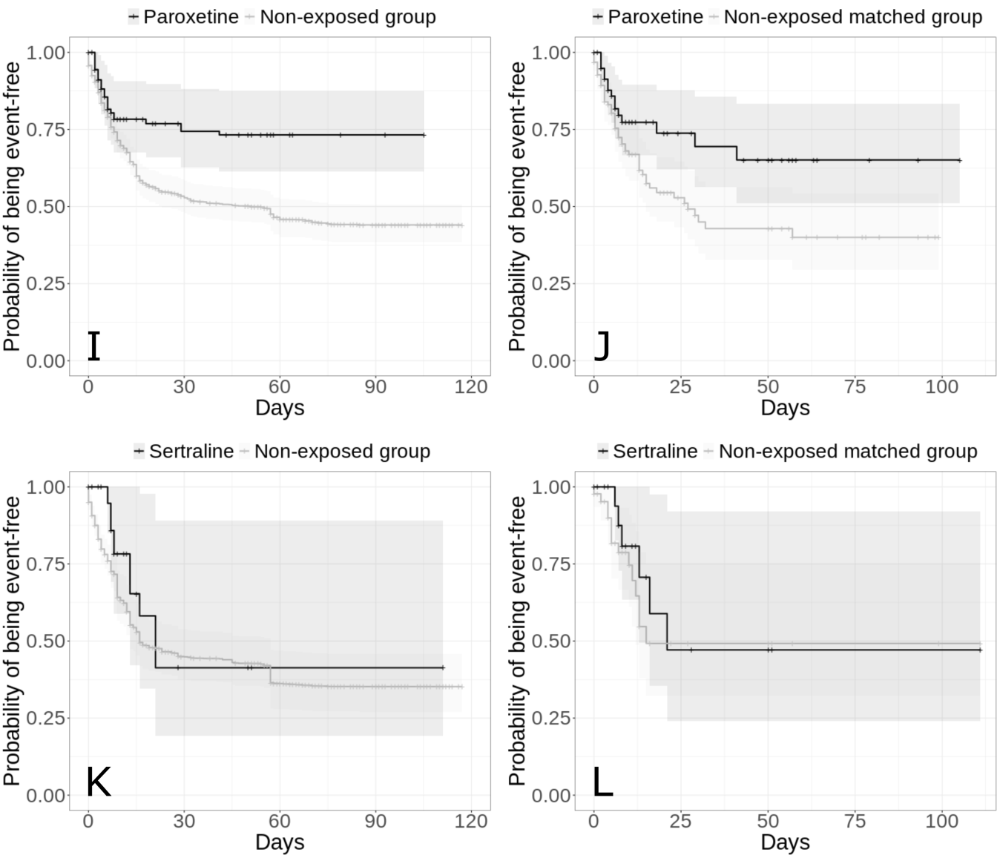 Paroxetine Non-exposed group
Probability of being event-free
1.00
0.75
0.50
0.25
0.00
I
0 30 60 90 120
Days
Paroxetine Non-exposed matched group
Probability of being event-free
1.00
0.75
0.50
0.25
0.00
J
0 25 50 75 100
Days
Sertraline Non-exposed group
Probability of being event-free
1.00
0.75
0.50
0.25
0.00
K
0 30 60 90 120
Days
Sertraline Non-exposed matched group
Probability of being event-free
1.00
0.75
0.50
0.25
0.00
L
0 25 50 75 100
Days